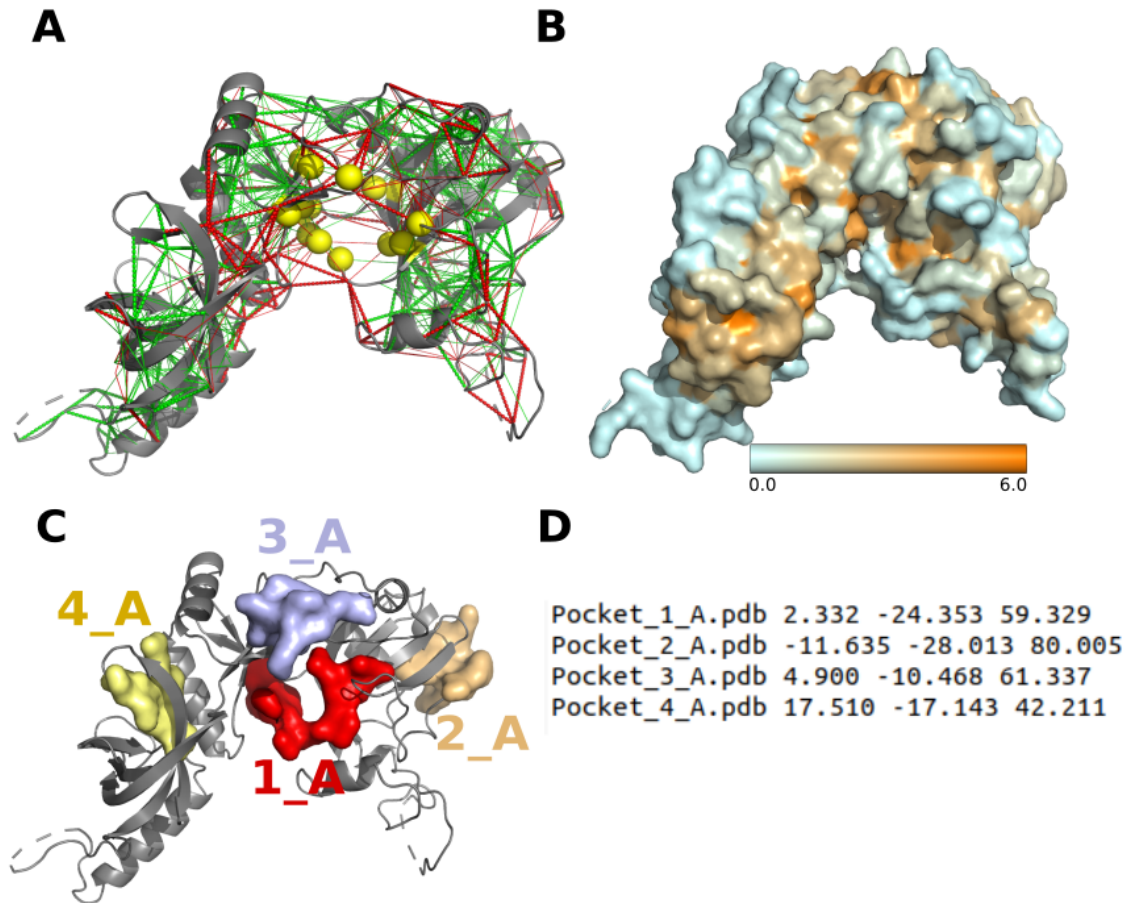 A
B
0.0 6.0
C
D
3_A
4_A
2_A
1_A
Pocket_1_A.pdb 2.332 -24.353 59.329
Pocket_2_A.pdb -11.635 -28.013 80.005
Pocket_3_A.pdb 4.900 -10.468 61.337
Pocket_4_A.pdb 17.510 -17.143 42.211